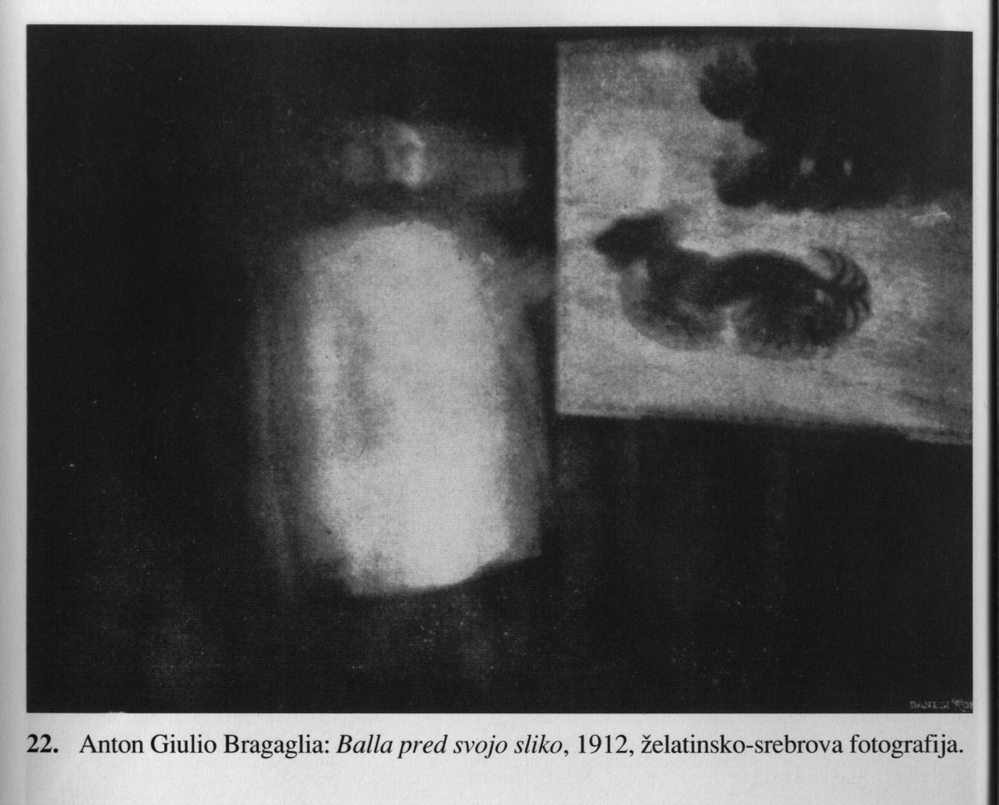 22. Anton Giulio Bragaglia: Balla pred svojo sliko, 1912, želatinsko-srebrova fotografija.